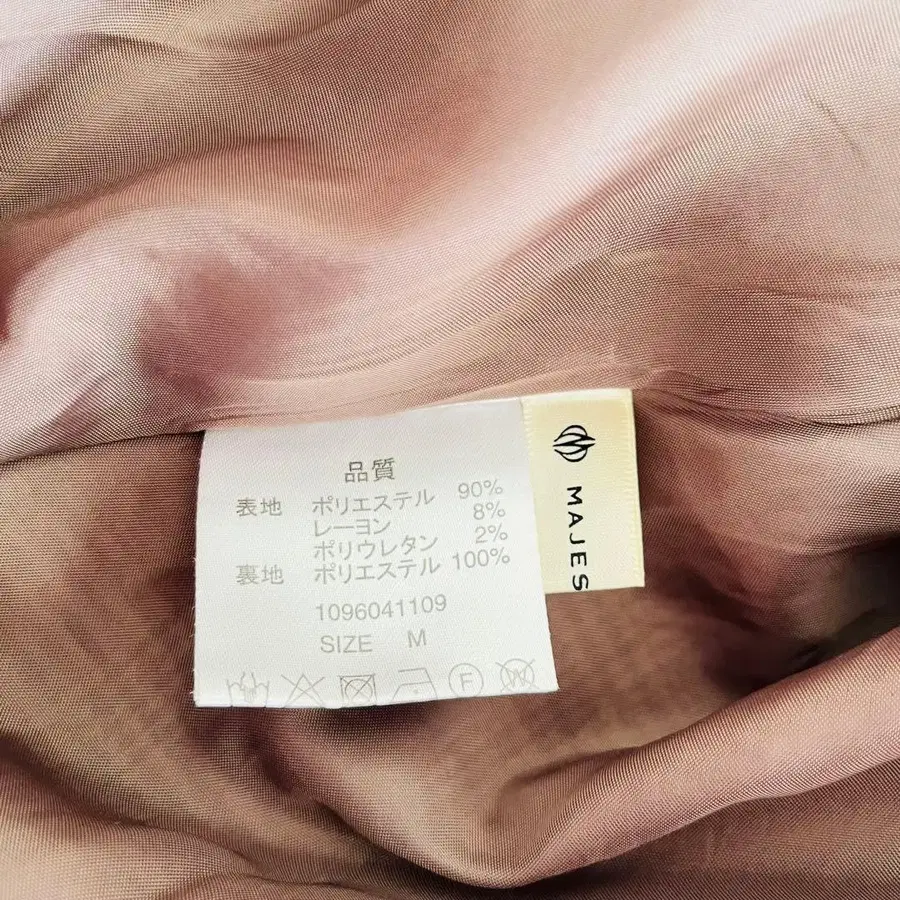 品質
表地 ポリエステル 90%
レーヨン 8%
ポリウレタン 2%
裏地 ポリエステル 100%
1096041109
SIZE M
F
W
MAJES